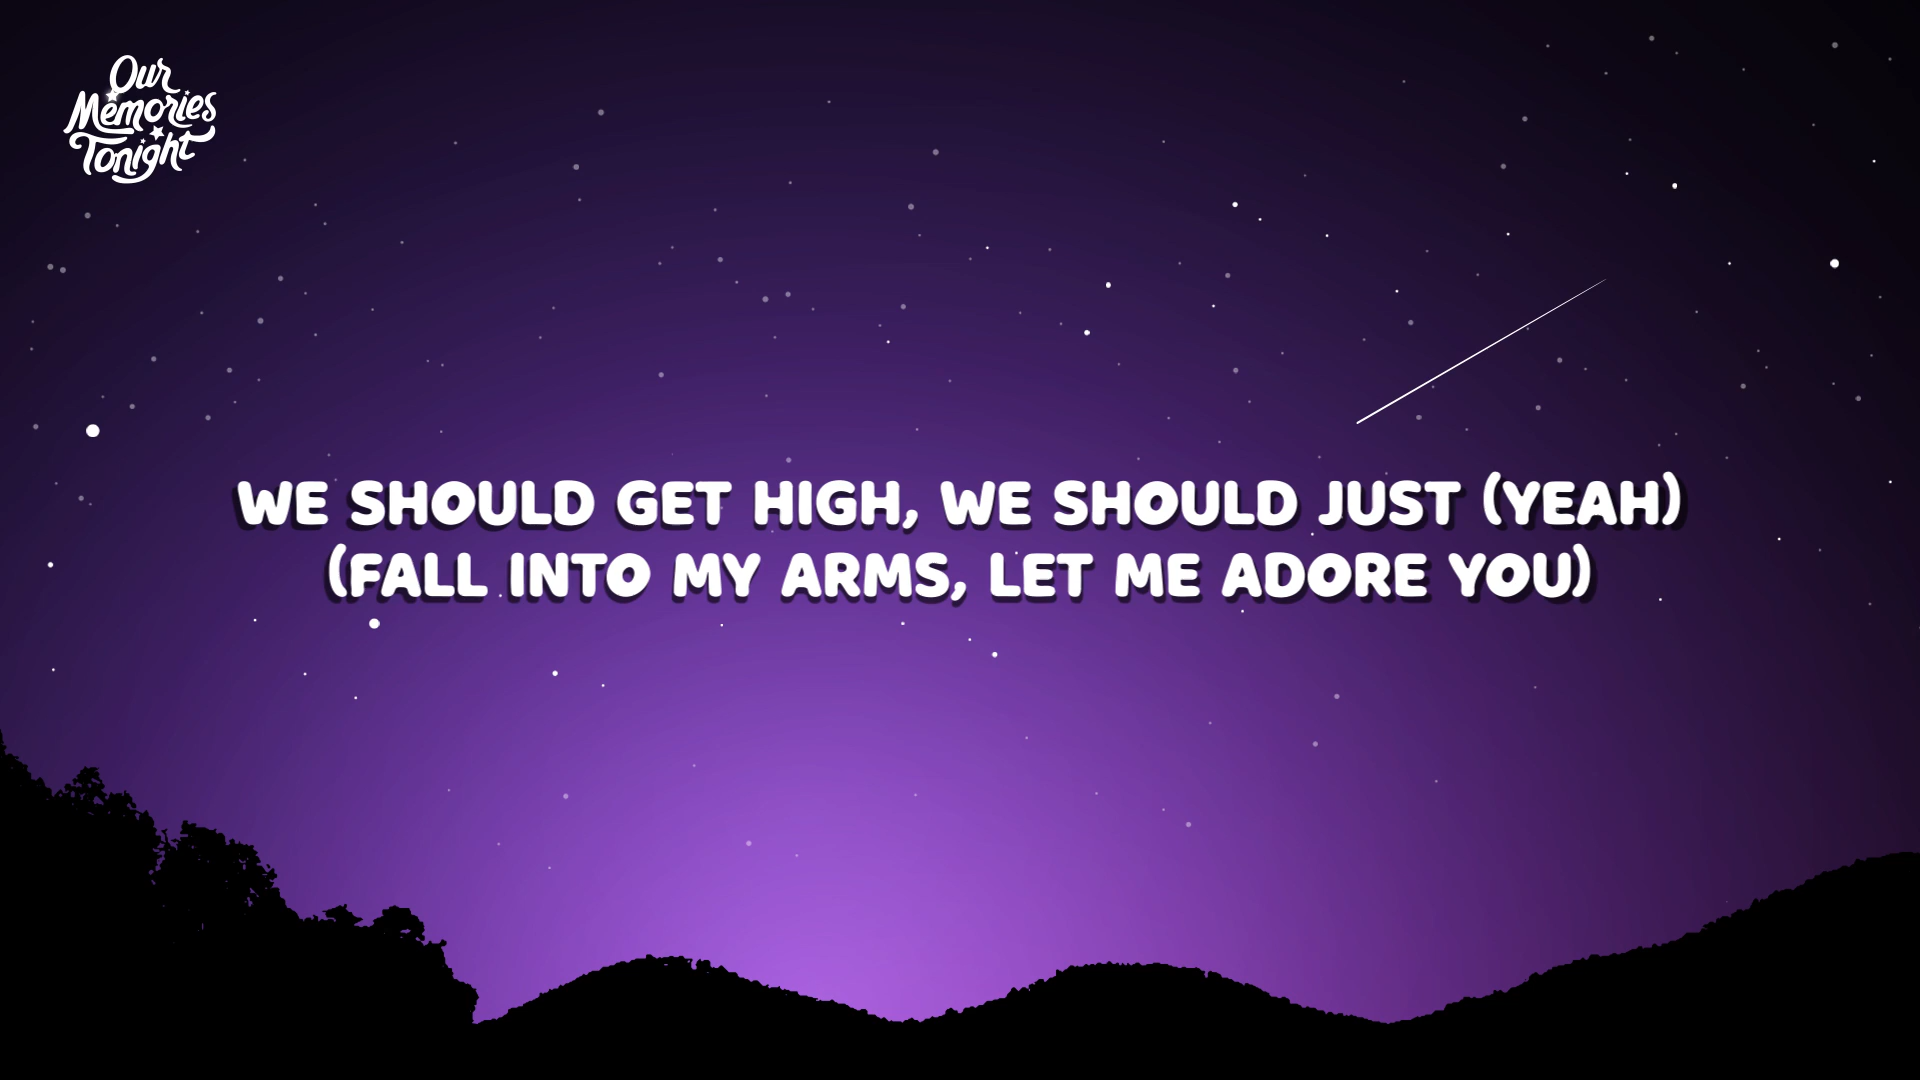 Our
Memories
Tonight
WE SHOULD GET HIGH, WE SHOULD JUST (YEAH)
(FALL INTO MY ARMS, LET ME ADORE YOU)